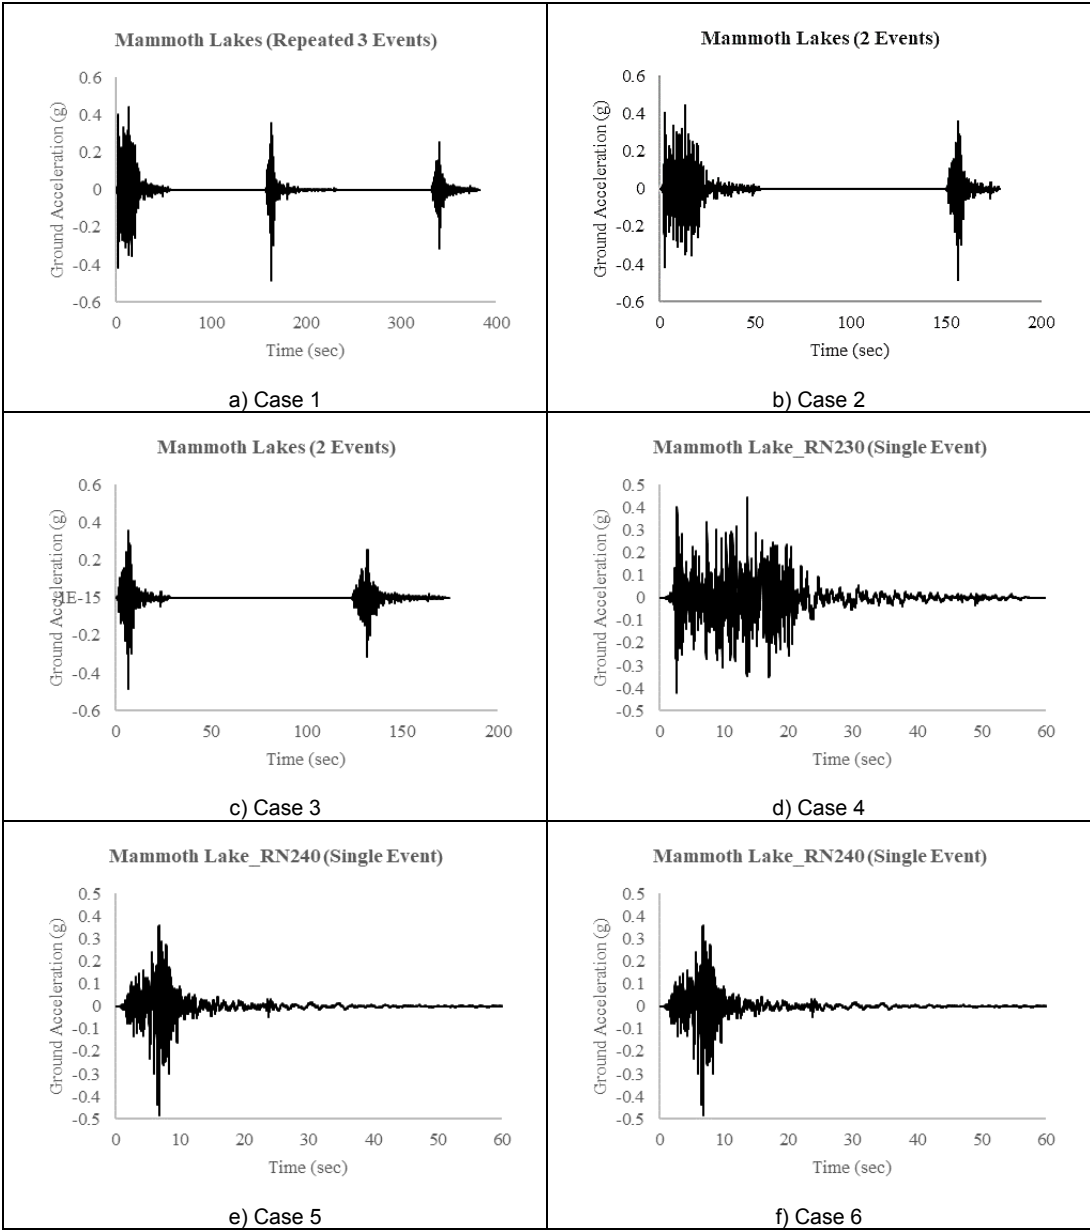 Mammoth Lakes (Repeated 3 Events)
0.6
0.4
0.2
0
-0.2
-0.4
-0.6
Ground Acceleration (g)
0 100 200 300 400
Time (sec)
a) Case 1
Mammoth Lakes (2 Events)
0.6
0.4
0.2
0
-0.2
-0.4
-0.6
Ground Acceleration (g)
0 50 100 150 200
Time (sec)
b) Case 2
Mammoth Lakes (2 Events)
0.6
0.4
0.2
-1E-15
-0.2
-0.4
-0.6
Ground Acceleration (g)
0 50 100 150 200
Time (sec)
c) Case 3
Mammoth Lake_RN230 (Single Event)
0.5
0.4
0.3
0.2
0.1
0
-0.1
-0.2
-0.3
-0.4
-0.5
Ground Acceleration (g)
0 10 20 30 40 50 60
Time (sec)
d) Case 4
Mammoth Lake_RN240 (Single Event)
0.5
0.4
0.3
0.2
0.1
0
-0.1
-0.2
-0.3
-0.4
-0.5
Ground Acceleration (g)
0 10 20 30 40 50 60
Time (sec)
e) Case 5
Mammoth Lake_RN240 (Single Event)
0.5
0.4
0.3
0.2
0.1
0
-0.1
-0.2
-0.3
-0.4
-0.5
Ground Acceleration (g)
0 10 20 30 40 50 60
Time (sec)
f) Case 6